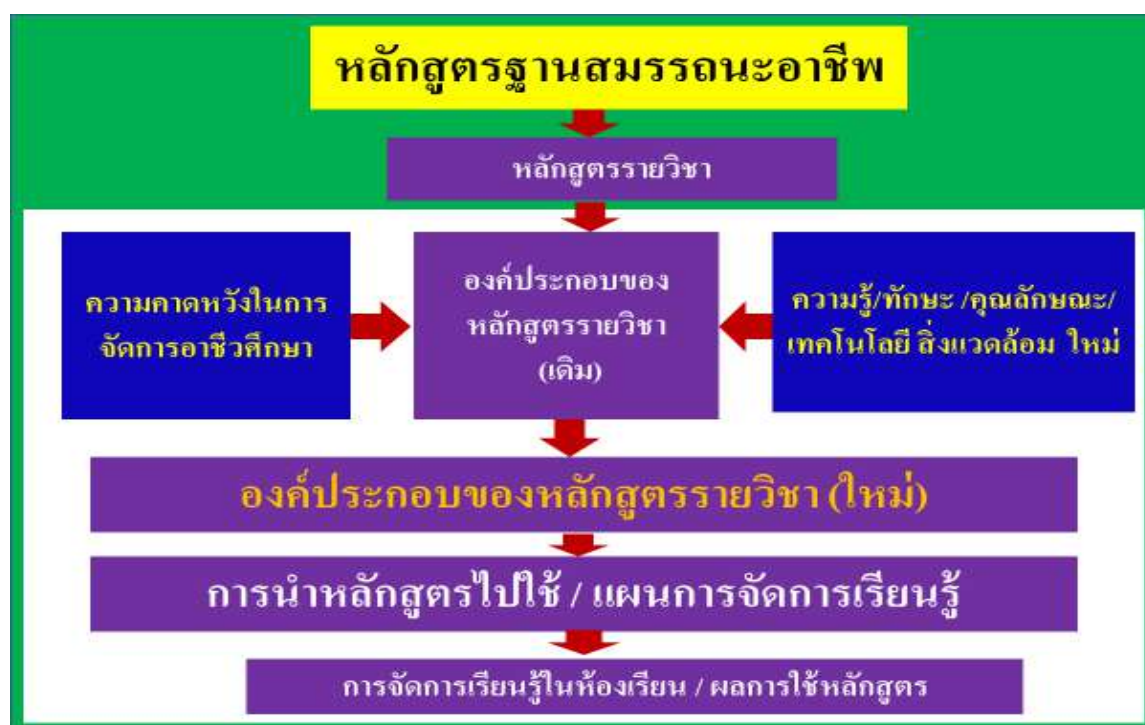 หลักสูตรฐานสมรรถนะอาชีพ
หลักสูตรรายวิชา
ความคาดหวังในการ
จัดการอาชีวศึกษา
องค์ประกอบของ
หลักสูตรรายวิชา
(เดิม)
ความรู้/ทักษะ /คุณลักษณะ/
เทคโนโลยี สิ่งแวดล้อม ใหม่
องค์ประกอบของหลักสูตรรายวิชา (ใหม่)
การนำหลักสูตรไปใช้ / แผนการจัดการเรียนรู้
การจัดการเรียนรู้ในห้องเรียน / ผลการใช้หลักสูตร